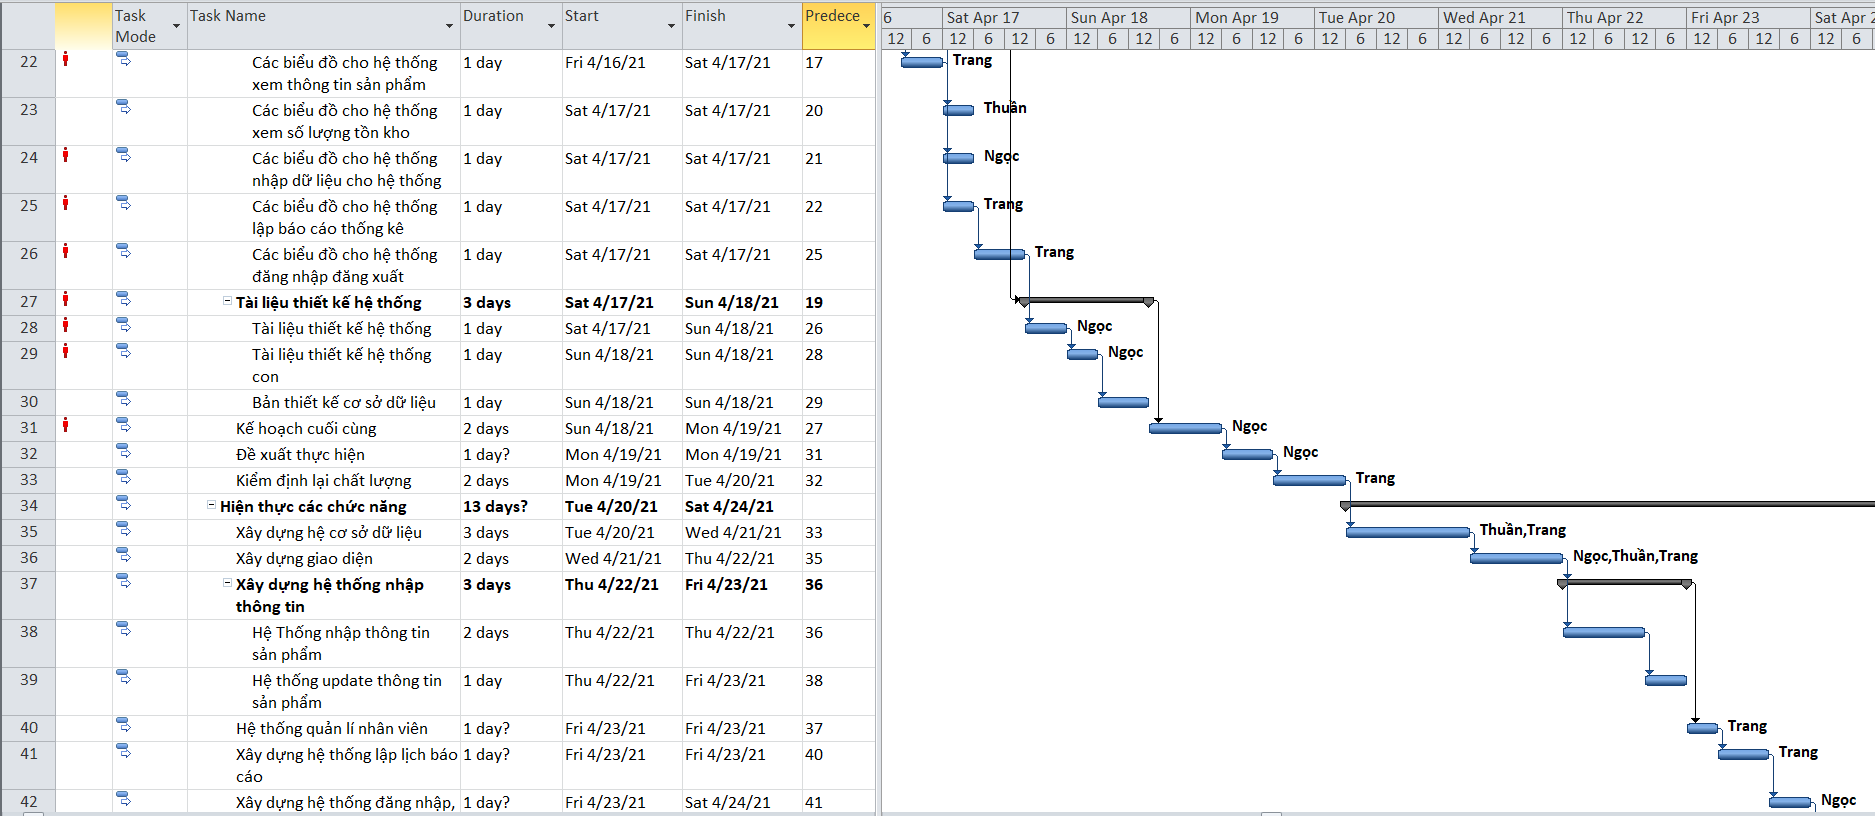 Task Mode Task Name Duration Start Finish Predece
6 Sat Apr 17 Sun Apr 18 Mon Apr 19 Tue Apr 20 Wed Apr 21 Thu Apr 22 Fri Apr 23 Sat Apr 2
12 6 12 6 12 6 12 6 12 6 12 6 12 6 12 6 12 6 12 6 12 6 12 6 12 6 12 6 12 6 12 6
22 Các biểu đồ cho hệ thống 1 day Fri 4/16/21 Sat 4/17/21 17 Trang
xem thông tin sản phẩm
23 Các biểu đồ cho hệ thống 1 day Sat 4/17/21 Sat 4/17/21 20 Thuần
xem số lượng tồn kho
24 Các biểu đồ cho hệ thống 1 day Sat 4/17/21 Sat 4/17/21 21 Ngọc
nhập dữ liệu cho hệ thống
25 Các biểu đồ cho hệ thống 1 day Sat 4/17/21 Sat 4/17/21 22 Trang
lập báo cáo thống kê
26 Các biểu đồ cho hệ thống 1 day Sat 4/17/21 Sat 4/17/21 25 Trang
đăng nhập đăng xuất
27 Tài liệu thiết kế hệ thống 3 days Sat 4/17/21 Sun 4/18/21 19
28 Tài liệu thiết kế hệ thống 1 day Sat 4/17/21 Sun 4/18/21 26 Ngọc
29 Tài liệu thiết kế hệ thống 1 day Sun 4/18/21 Sun 4/18/21 28 Ngọc
con
30 Bản thiết kế cơ sở dữ liệu 1 day Sun 4/18/21 Sun 4/18/21 29
31 Kế hoạch cuối cùng 2 days Sun 4/18/21 Mon 4/19/21 27 Ngọc
32 Đề xuất thực hiện 1 day? Mon 4/19/21 Mon 4/19/21 31 Ngọc
33 Kiểm định lại chất lượng 2 days Mon 4/19/21 Tue 4/20/21 32 Trang
34 Hiện thực các chức năng 13 days? Tue 4/20/21 Sat 4/24/21
35 Xây dựng hệ cơ sở dữ liệu 3 days Tue 4/20/21 Wed 4/21/21 33 Thuần,Trang
36 Xây dựng giao diện 2 days Wed 4/21/21 Thu 4/22/21 35 Ngọc,Thuần,Trang
37 Xây dựng hệ thống nhập 3 days Thu 4/22/21 Fri 4/23/21 36
thông tin
38 Hệ Thống nhập thông tin 2 days Thu 4/22/21 Thu 4/22/21 36
sản phẩm
39 Hệ thống update thông tin 1 day Thu 4/22/21 Fri 4/23/21 38
sản phẩm
40 Hệ thống quản lí nhân viên 1 day? Fri 4/23/21 Fri 4/23/21 37 Trang
41 Xây dựng hệ thống lập lịch báo 1 day? Fri 4/23/21 Fri 4/23/21 40 Trang
cáo
42 Xây dựng hệ thống đăng nhập, 1 day? Fri 4/23/21 Sat 4/24/21 41 Ngọc